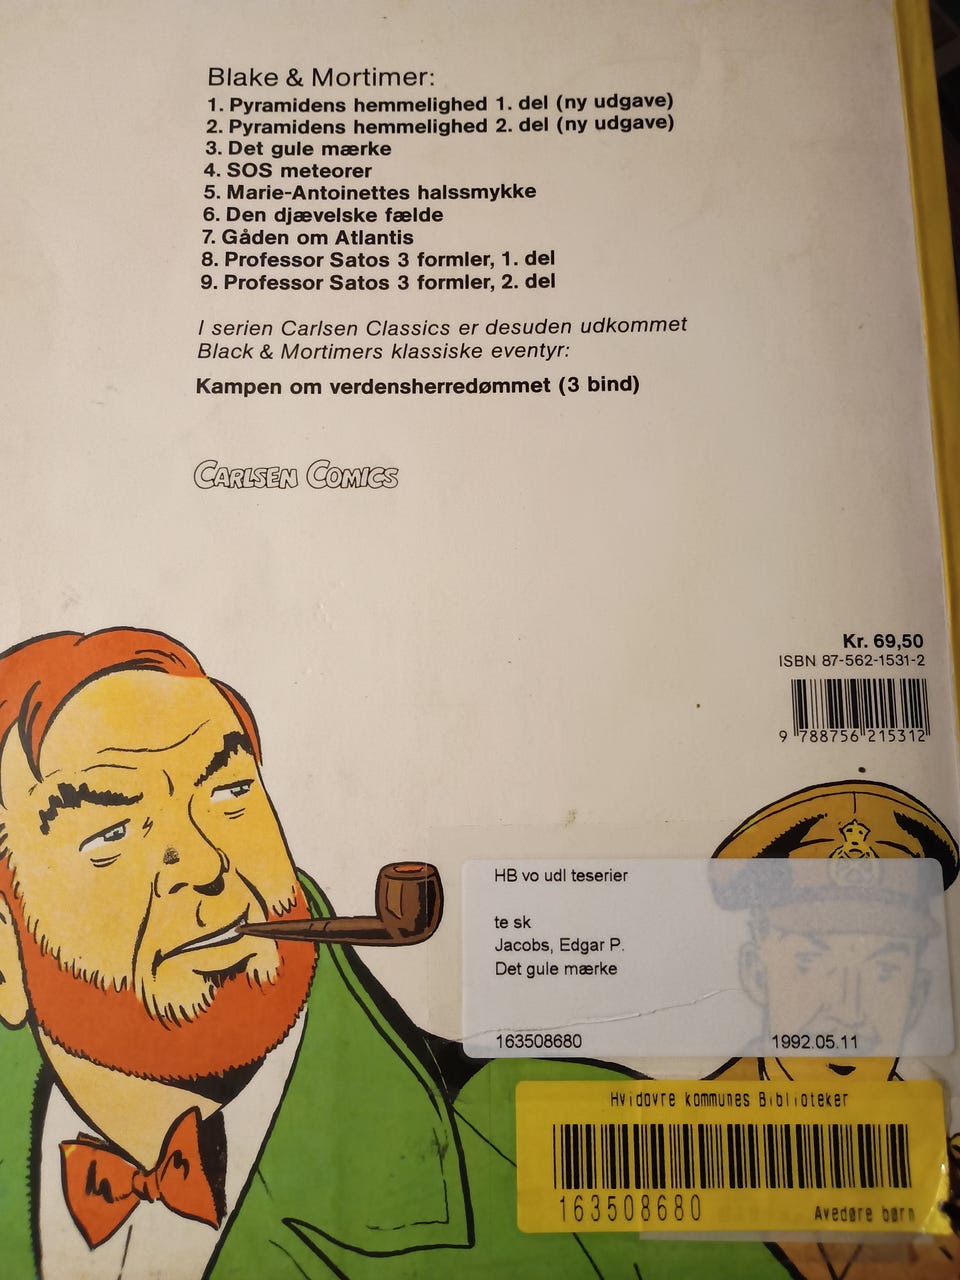 Blake & Mortimer:
1. Pyramidens hemmelighed 1. del (ny udgave)
2. Pyramidens hemmelighed 2. del (ny udgave)
3. Det gule mærke
4. SOS meteorer
5. Marie-Antoinettes halssmykke
6. Den djævelske fælde
7. Gåden om Atlantis
8. Professor Satos 3 formler, 1. del
9. Professor Satos 3 formler, 2. del
I serien Carlsen Classics er desuden udkommet
Black & Mortimers klassiske eventyr:
Kampen om verdensherredømmet (3 bind)
CARLSEN COMICS
Kr. 69,50
ISBN 87-562-1531-2
9 788756 215312
HB vo udl teserier
te sk
Jacobs, Edgar P.
Det gule mærke
163508680 1992.05.11
Hvidovre kommunes Biblioteker
163508680 Avedøre børn